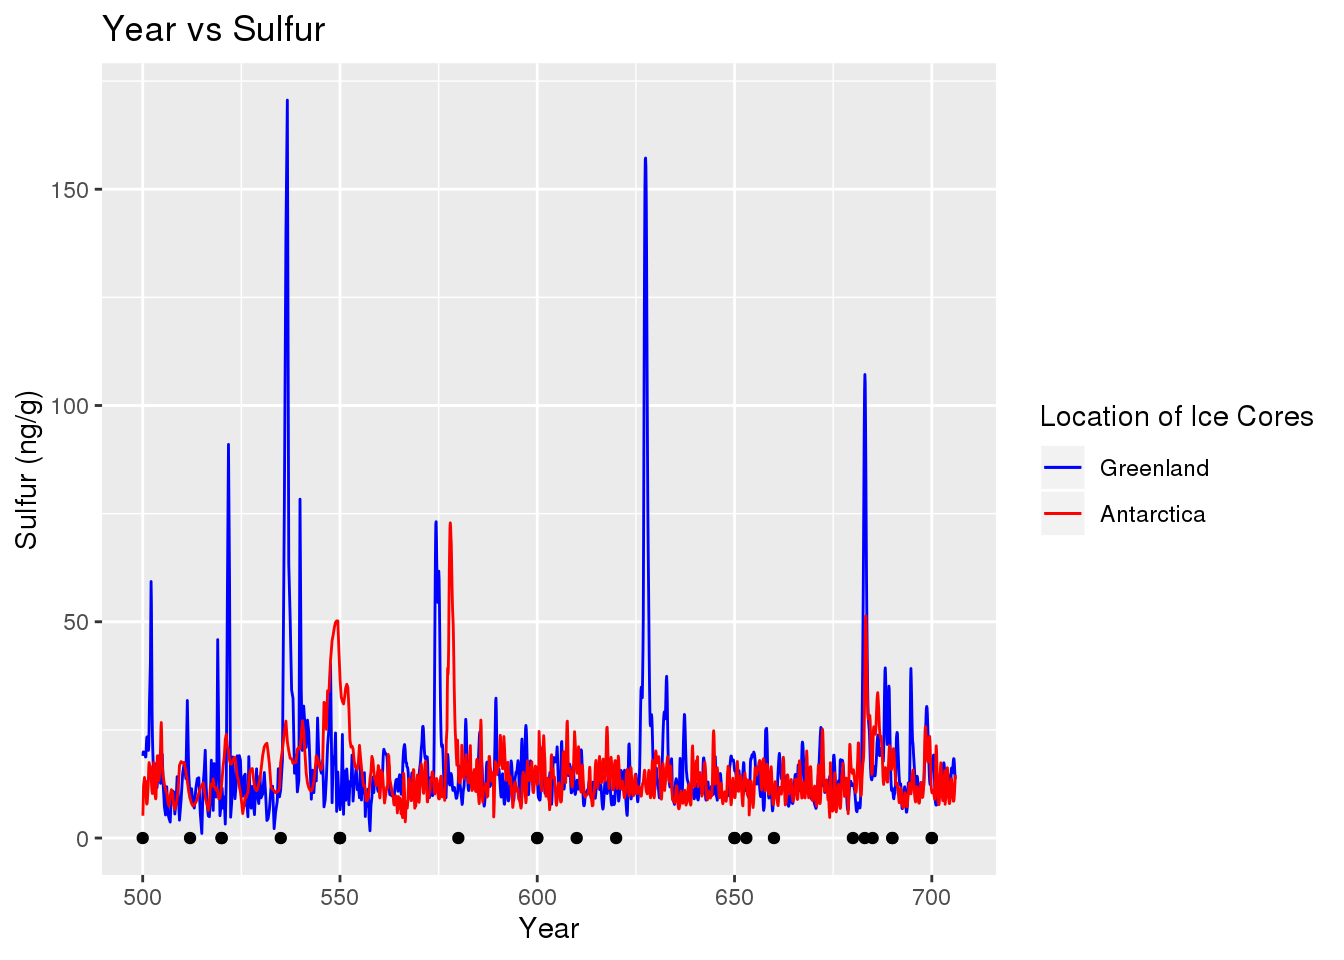 Year vs Sulfur
150
100
50
0
Sulfur (ng/g)
500
550
600
650
700
Year
Location of Ice Cores
Greenland
Antarctica